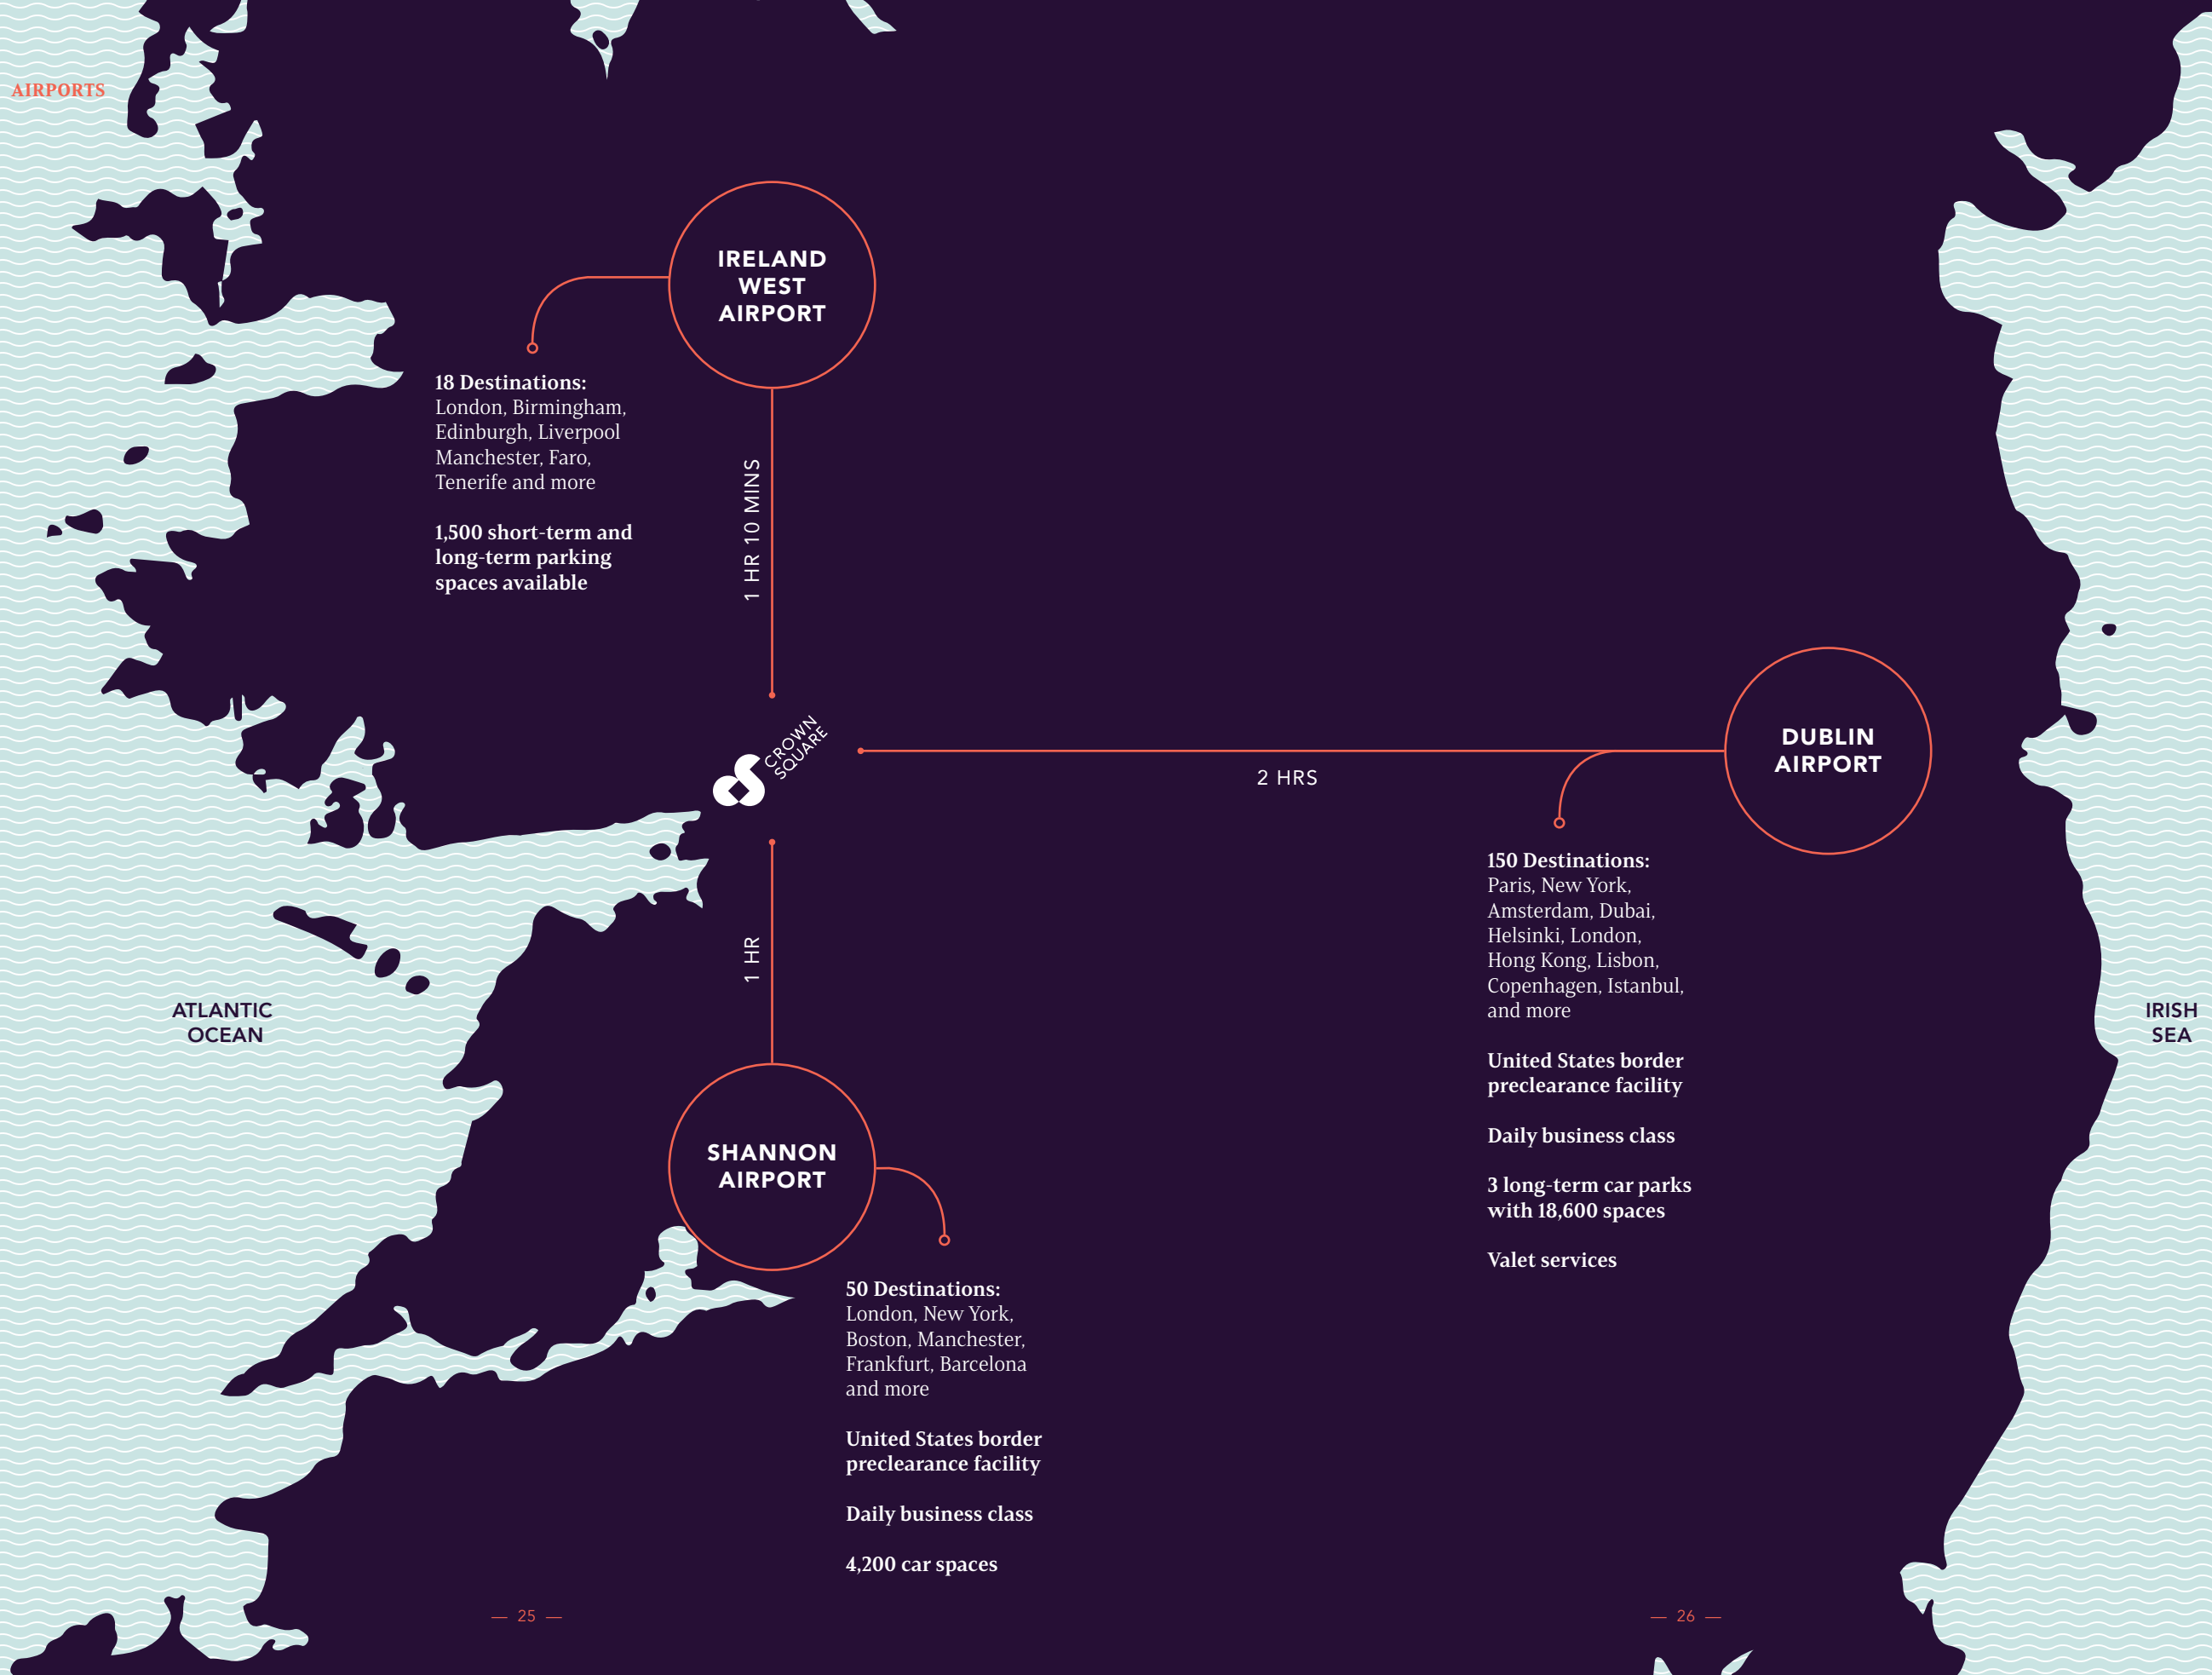 AIRPORTS
IRELAND
WEST
AIRPORT
18 Destinations:
London, Birmingham,
Edinburgh, Liverpool
Manchester, Faro,
Tenerife and more
1,500 short-term and
long-term parking
spaces available
1 HR 10 MINS
CROWN
SQUARE
2 HRS
DUBLIN
AIRPORT
150 Destinations:
Paris, New York,
Amsterdam, Dubai,
Helsinki, London,
Hong Kong, Lisbon,
Copenhagen, Istanbul,
and more
United States border
preclearance facility
Daily business class
3 long-term car parks
with 18,600 spaces
Valet services
1 HR
ATLANTIC
OCEAN
IRISH
SEA
SHANNON
AIRPORT
50 Destinations:
London, New York,
Boston, Manchester,
Frankfurt, Barcelona
and more
United States border
preclearance facility
Daily business class
4,200 car spaces
— 25 —
— 26 —